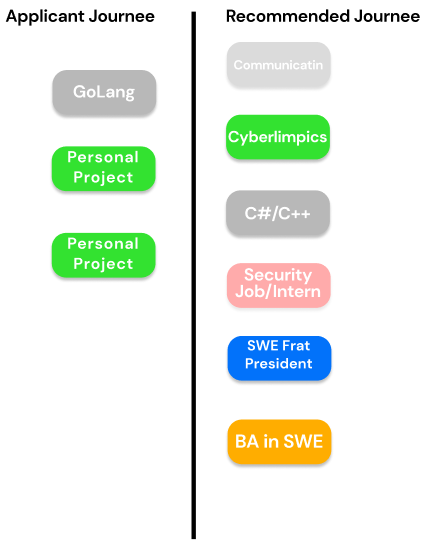 Applicant Journee
GoLang
Personal
Project
Personal
Project
Recommended Journee
Communicatin
Cyberlimpics
C#/C++
Security
Job/Intern
SWE Frat
President
BA in SWE